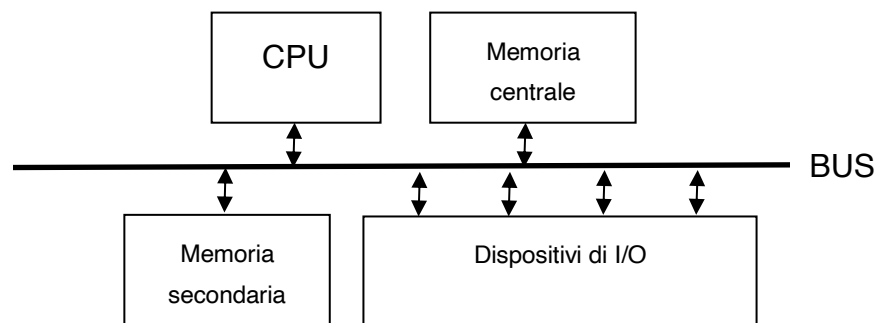 CPU
Memoria
centrale
BUS
Memoria
secondaria
Dispositivi di I/O